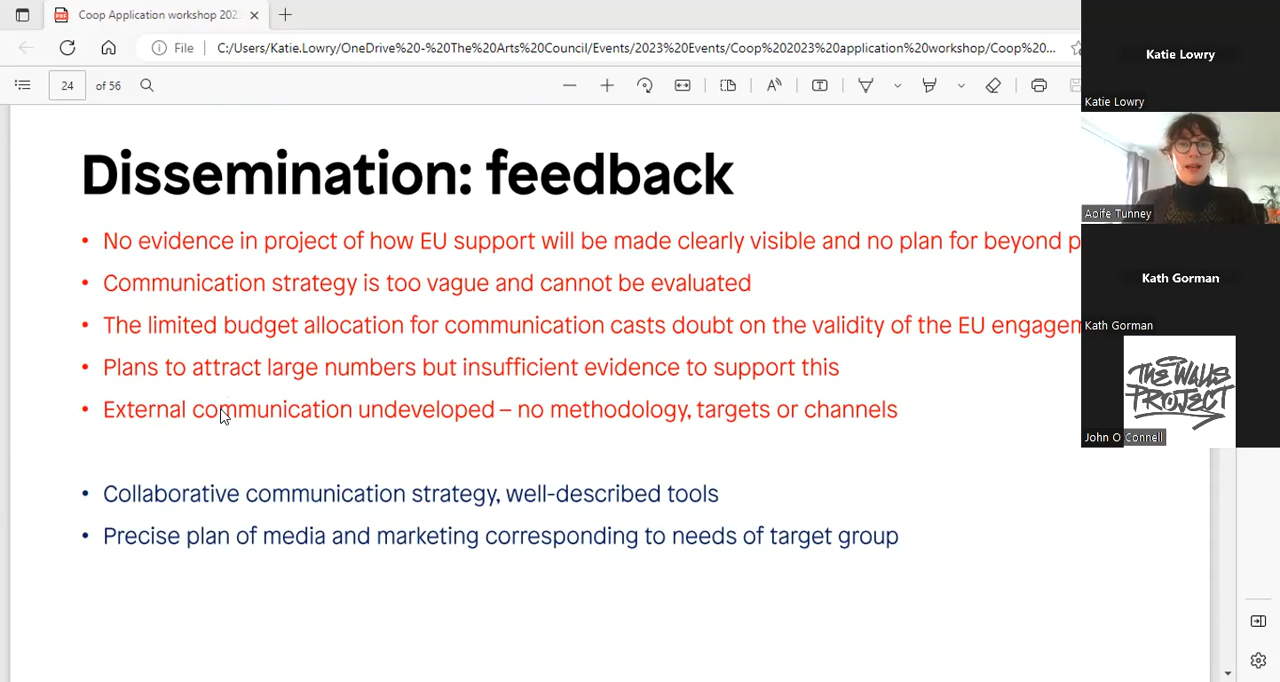 Coop Application workshop 202
File
C:/Users/Katie.Lowry/OneDrive%20-%20The%20Arts%20Council/Events/2023%20Events/Coop%202023%20application%20workshop/Coop%20...
24 of 56
Dissemination: feedback
• No evidence in project of how EU support will be made clearly visible and no plan for beyond p
• Communication strategy is too vague and cannot be evaluated
• The limited budget allocation for communication casts doubt on the validity of the EU engagem
• Plans to attract large numbers but insufficient evidence to support this
• External communication undeveloped – no methodology, targets or channels
• Collaborative communication strategy, well-described tools
• Precise plan of media and marketing corresponding to needs of target group
Katie Lowry
Katie Lowry
Aoife Tunney
Kath Gorman
Kath Gorman
THE WALLS
PROJECT
John O Connell